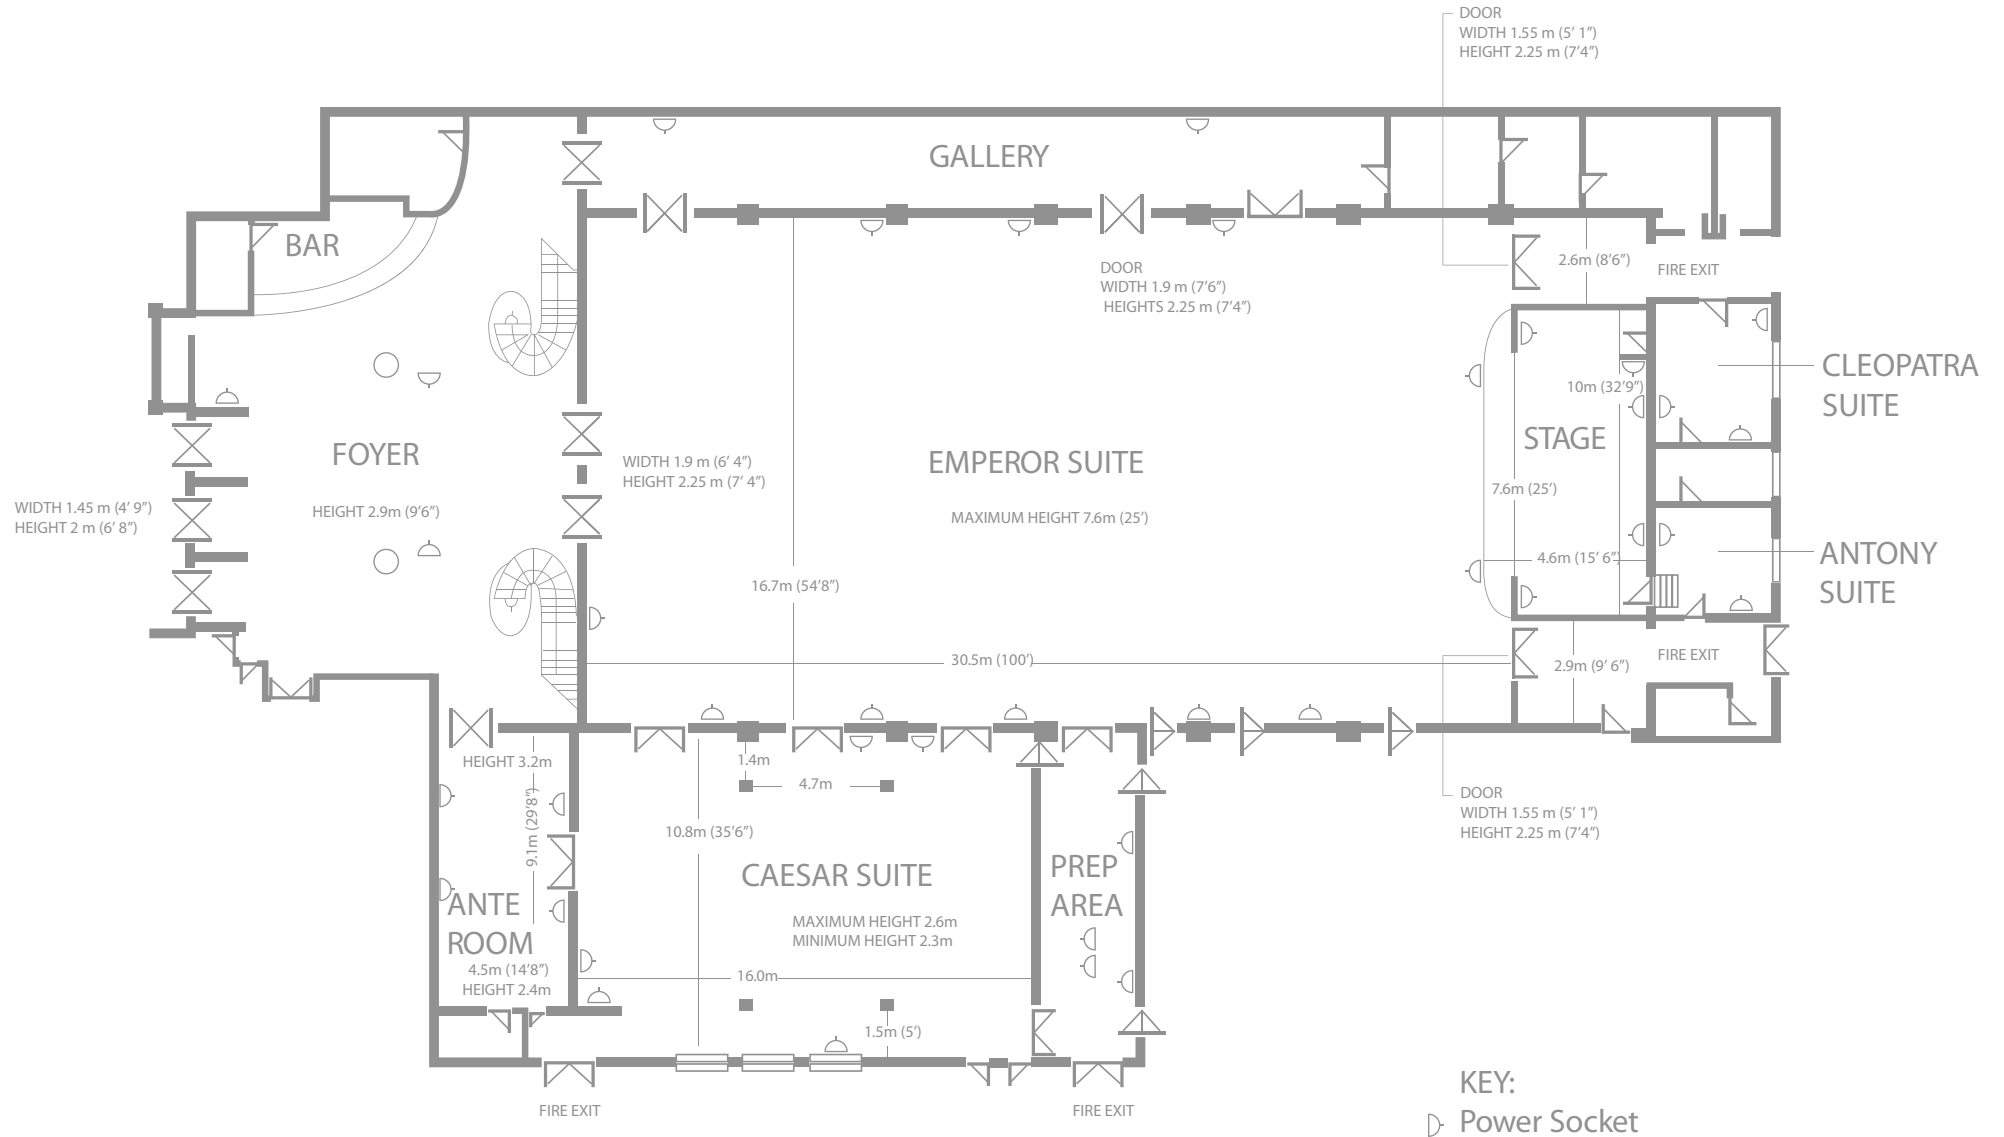 DOOR
WIDTH 1.55 m (5' 1")
HEIGHT 2.25 m (7'4")
GALLERY
BAR
DOOR
WIDTH 1.9 m (7'6")
HEIGHTS 2.25 m (7'4")
2.6m (8'6")
FIRE EXIT
CLEOPATRA
SUITE
10m (32'9")
STAGE
FOYER
HEIGHT 2.9m (9'6")
WIDTH 1.45 m (4' 9")
HEIGHT 2 m (6' 8")
WIDTH 1.9 m (6' 4")
HEIGHT 2.25 m (7' 4")
EMPEROR SUITE
MAXIMUM HEIGHT 7.6m (25')
7.6m (25')
4.6m (15' 6")
ANTONY
SUITE
16.7m (54'8")
30.5m (100')
2.9m (9' 6")
FIRE EXIT
HEIGHT 3.2m
9.1m (29'8")
1.4m
4.7m
10.8m (35'6")
DOOR
WIDTH 1.55 m (5' 1")
HEIGHT 2.25 m (7'4")
CAESAR SUITE
MAXIMUM HEIGHT 2.6m
MINIMUM HEIGHT 2.3m
PREP
AREA
ANTE
ROOM
4.5m (14'8")
HEIGHT 2.4m
16.0m
1.5m (5')
FIRE EXIT
FIRE EXIT
KEY:
Power Socket